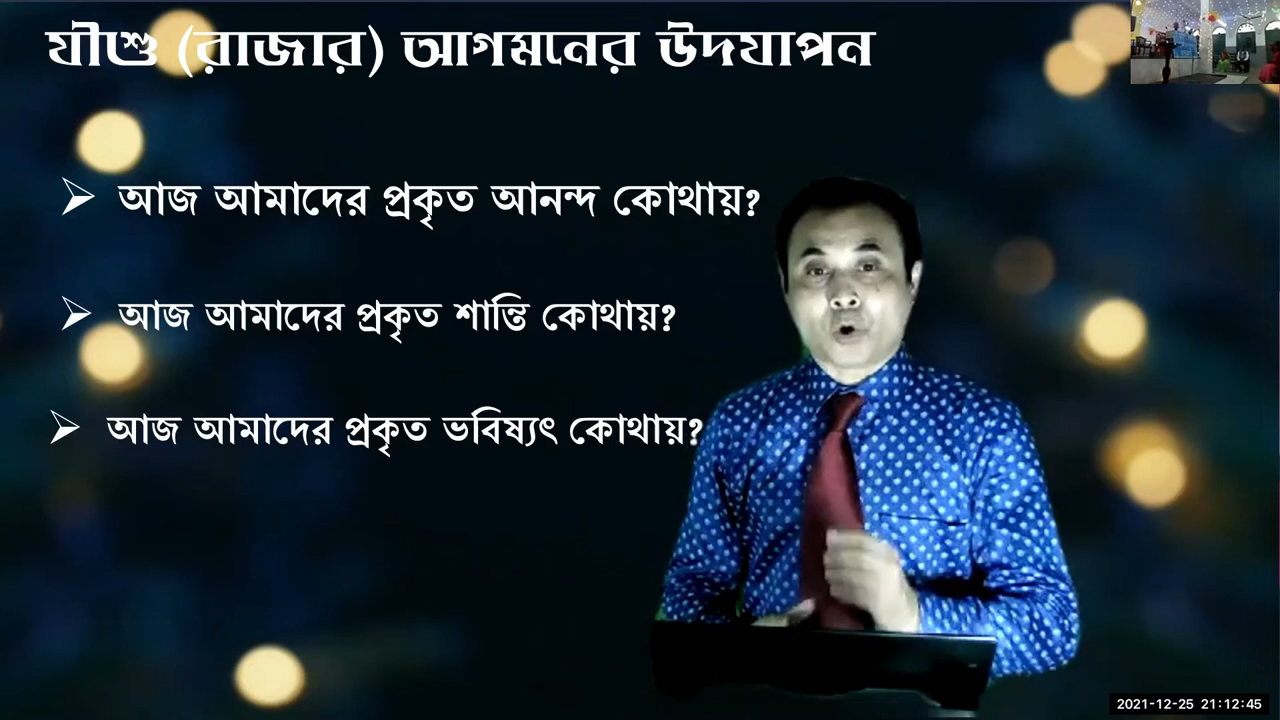 যীশু (রাজার) আগমনের উদযাপন
➢ আজ আমাদের প্রকৃত আনন্দ কোথায়?
➢ আজ আমাদের প্রকৃত শান্তি কোথায়?
➢ আজ আমাদের প্রকৃত ভবিষ্যৎ কোথায়?
2021-12-25 21:12:45